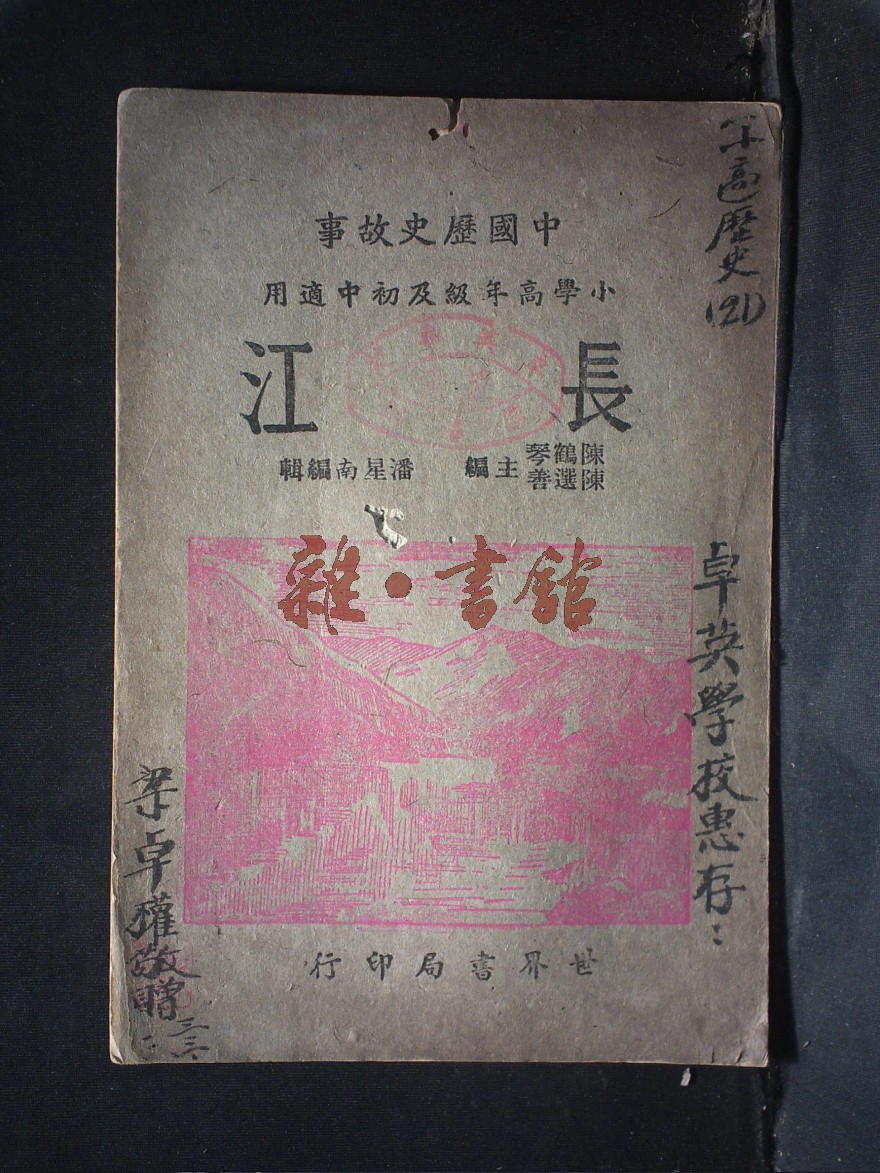 中國歷史故事
小學高年級及初中適用
長江
陳鶴琴
陳選善
主編
潘星南編輯
雜·書館
世界書局印行
高
歷史
(21)
卓英學校惠存:
梁卓權敬贈
三三